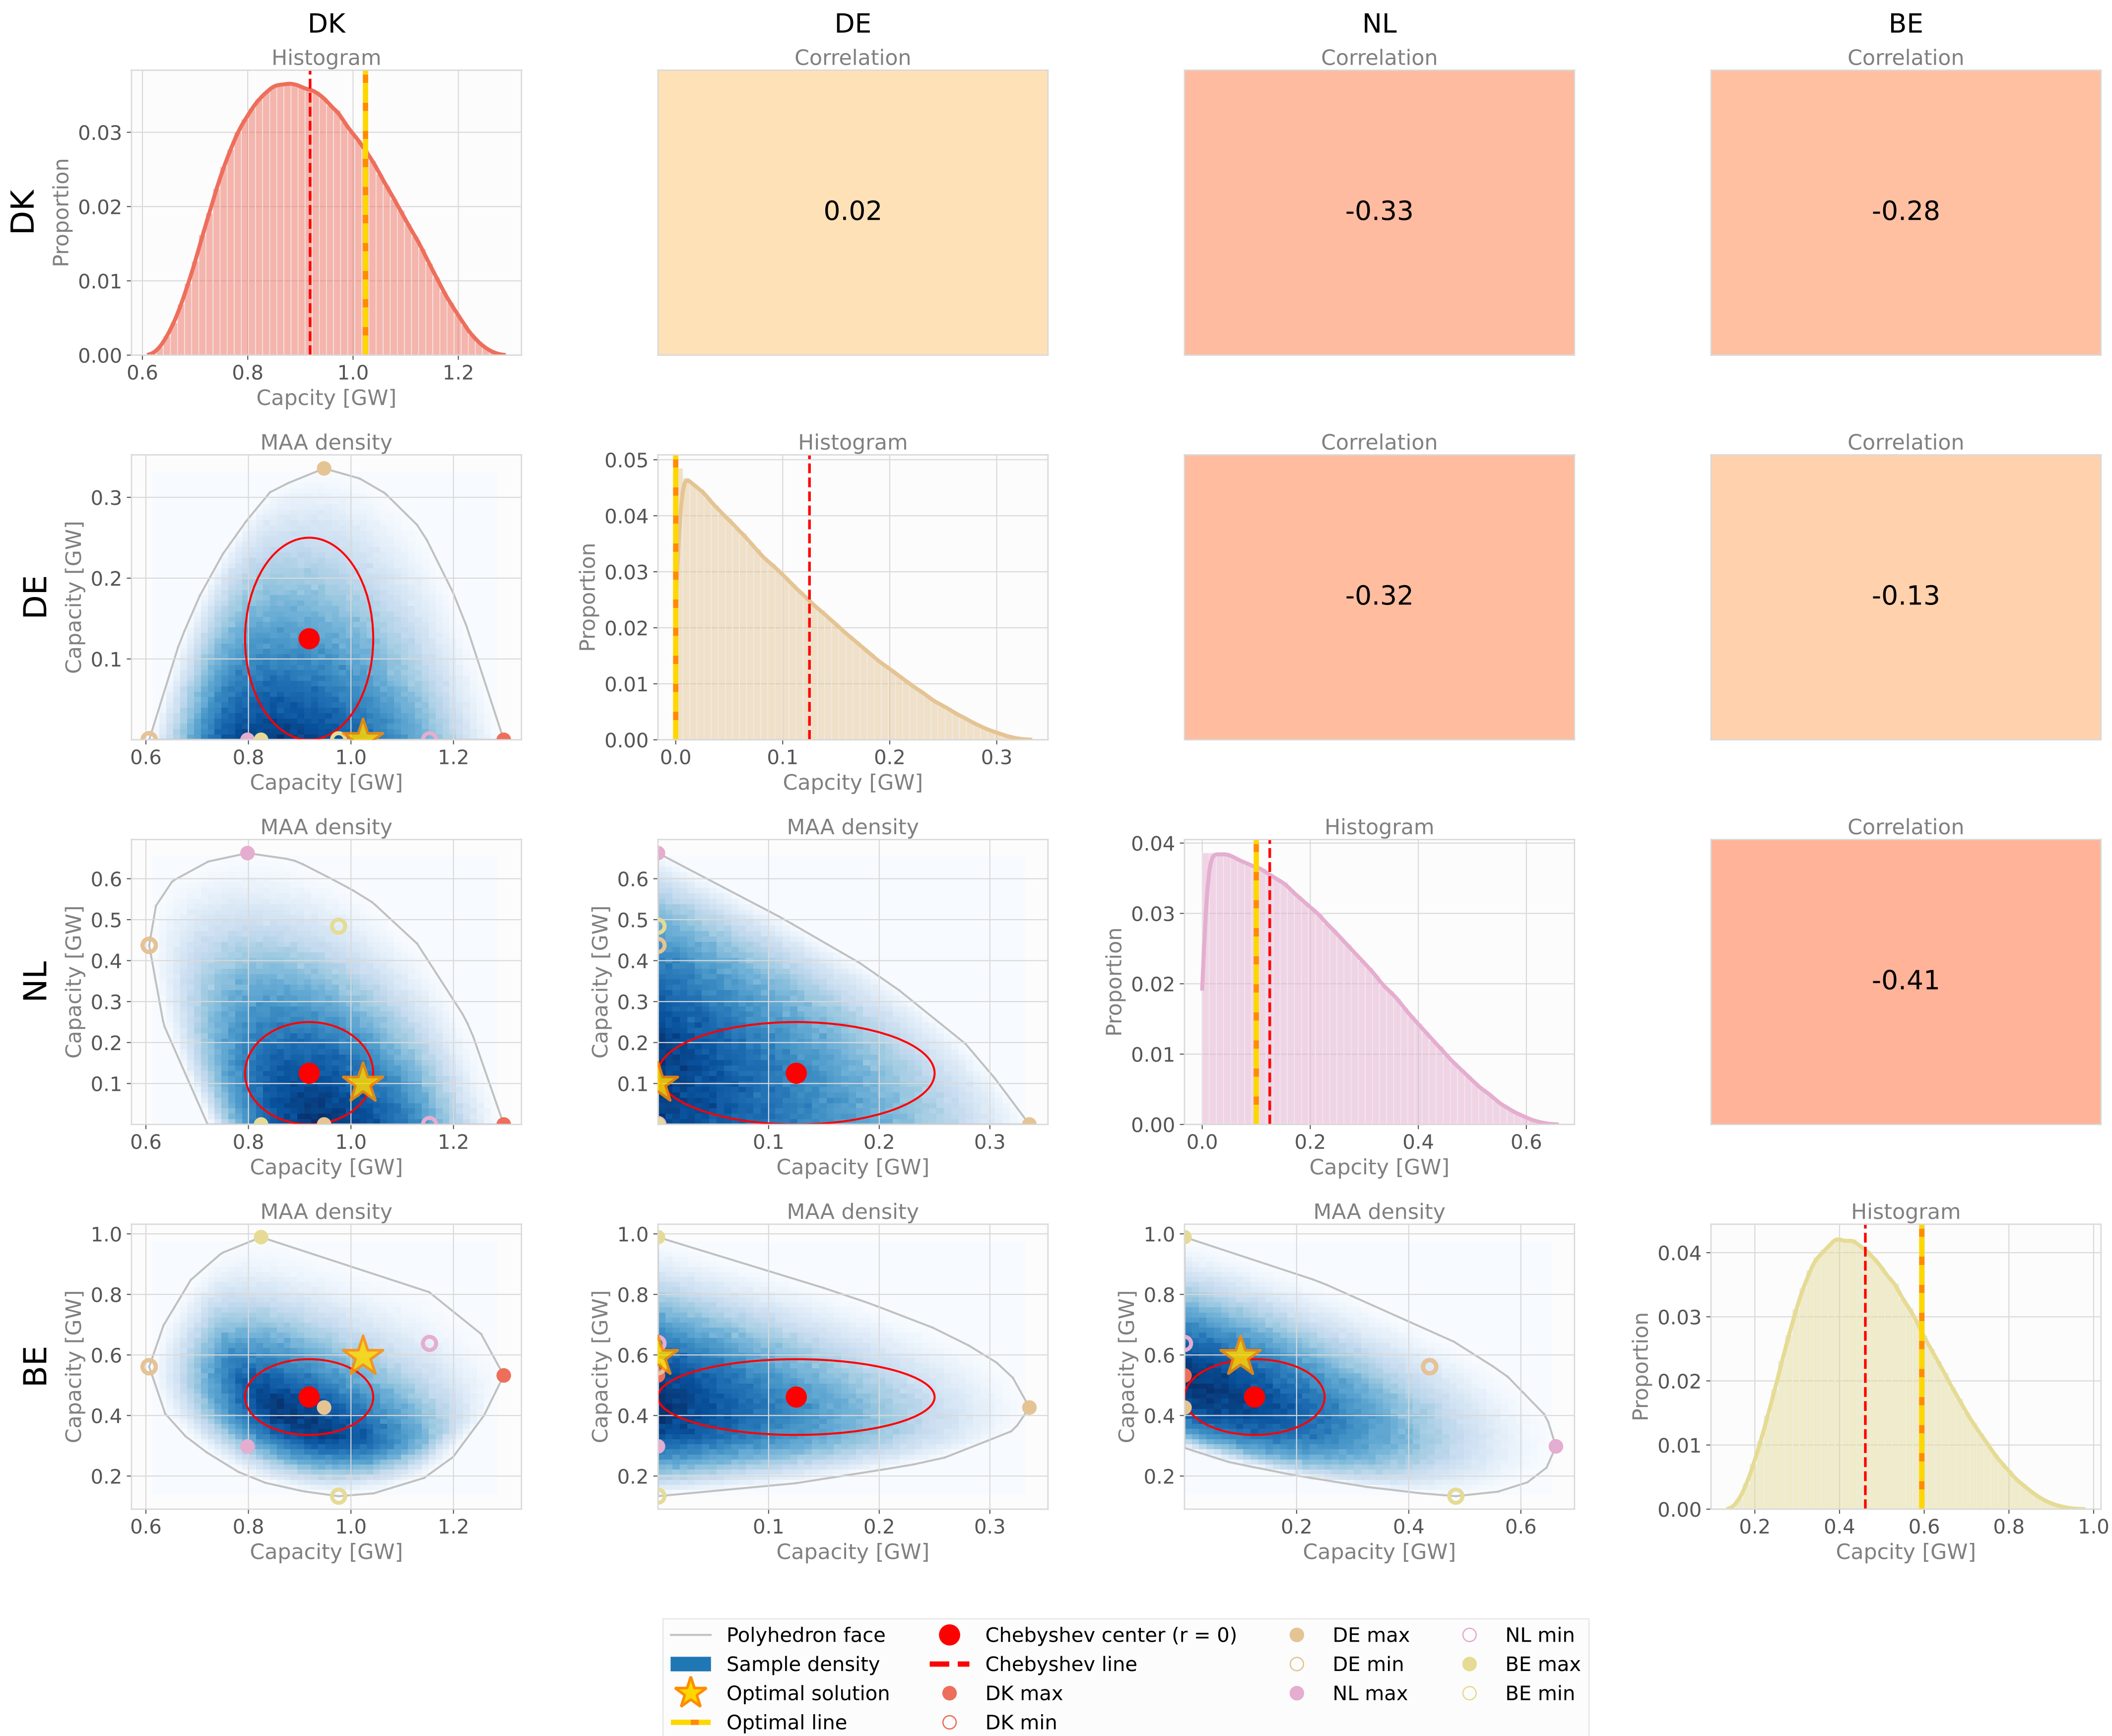 DK DE NL BE
Histogram Correlation Correlation Correlation
DK
Proportion
0.03
0.02
0.01
0.00
0.6 0.8 1.0 1.2
Capcity [GW]
0.02
-0.33
-0.28
MAA density Histogram Correlation Correlation
DE
Capacity [GW]
0.3
0.2
0.1
0.6 0.8 1.0 1.2
Capacity [GW]
Proportion
0.05
0.04
0.03
0.02
0.01
0.00
0.0 0.1 0.2 0.3
Capcity [GW]
-0.32
-0.13
MAA density MAA density Histogram Correlation
NL
Capacity [GW]
0.6
0.5
0.4
0.3
0.2
0.1
0.6 0.8 1.0 1.2
Capacity [GW]
Capacity [GW]
0.6
0.5
0.4
0.3
0.2
0.1
0.1 0.2 0.3
Capacity [GW]
Proportion
0.04
0.03
0.02
0.01
0.00
0.0 0.2 0.4 0.6
Capcity [GW]
-0.41
MAA density MAA density MAA density Histogram
BE
Capacity [GW]
1.0
0.8
0.6
0.4
0.2
0.6 0.8 1.0 1.2
Capacity [GW]
Capacity [GW]
1.0
0.8
0.6
0.4
0.2
0.1 0.2 0.3
Capacity [GW]
Capacity [GW]
1.0
0.8
0.6
0.4
0.2
0.2 0.4 0.6
Capacity [GW]
Proportion
0.04
0.03
0.02
0.01
0.00
0.2 0.4 0.6 0.8 1.0
Capcity [GW]
Polyhedron face
Sample density
Optimal solution
Optimal line
Chebyshev center (r = 0)
Chebyshev line
DK max
DK min
DE max
DE min
NL max
NL min
BE max
BE min